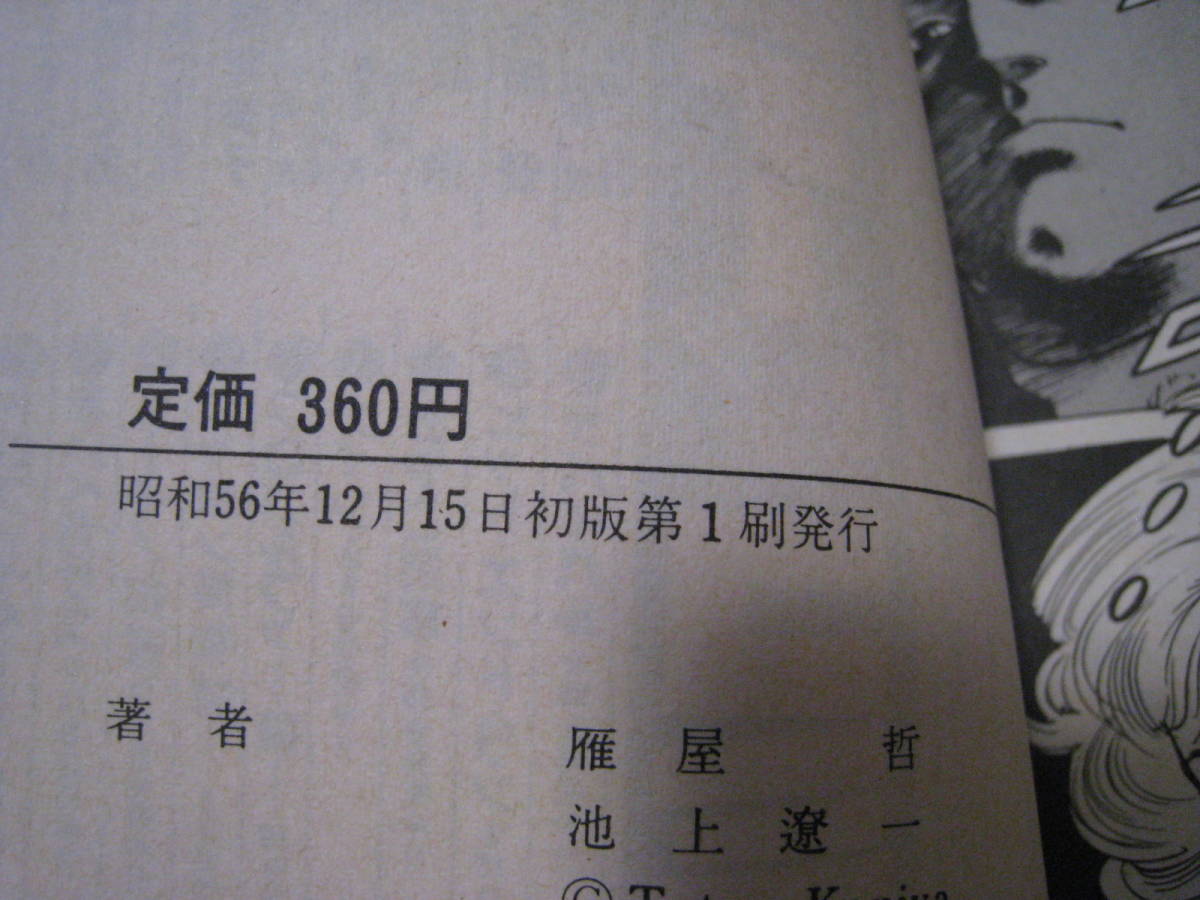 定価 360円
昭和56年12月15日初版第1刷発行
著者
雁屋 哲
池上遼一